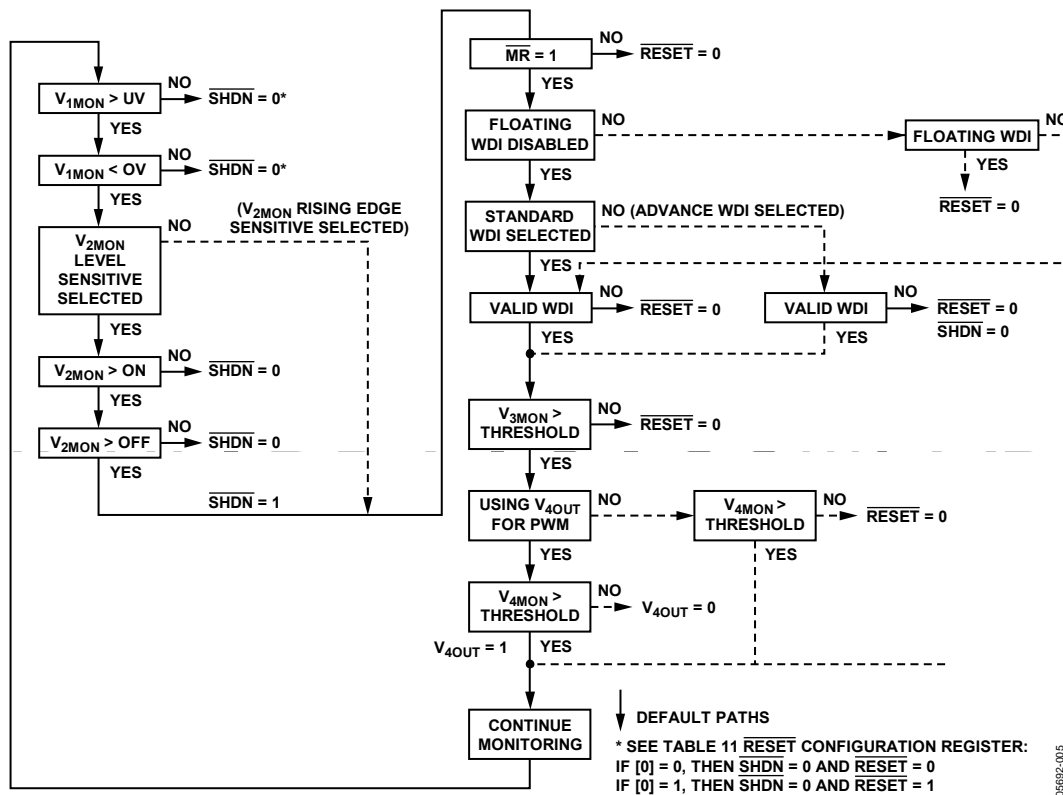 V1MON > UV
NO
SHDN = 0*
YES
V1MON < OV
NO
SHDN = 0*
YES
V2MON
LEVEL
SENSITIVE
SELECTED
NO
(V2MON RISING EDGE
SENSITIVE SELECTED)
YES
V2MON > ON
NO
SHDN = 0
YES
V2MON > OFF
NO
SHDN = 0
YES
SHDN = 1
MR = 1
NO
RESET = 0
YES
FLOATING
WDI DISABLED
NO
FLOATING WDI
NO
YES
RESET = 0
YES
STANDARD
WDI SELECTED
NO (ADVANCE WDI SELECTED)
YES
VALID WDI
NO
RESET = 0
YES
VALID WDI
NO
RESET = 0
SHDN = 0
YES
V3MON >
THRESHOLD
NO
RESET = 0
YES
USING V4OUT
FOR PWM
NO
V4MON >
THRESHOLD
NO
RESET = 0
YES
YES
V4MON >
THRESHOLD
NO
V4OUT = 0
V4OUT = 1
YES
CONTINUE
MONITORING
DEFAULT PATHS
* SEE TABLE 11 RESET CONFIGURATION REGISTER:
IF [0] = 0, THEN SHDN = 0 AND RESET = 0
IF [0] = 1, THEN SHDN = 0 AND RESET = 1
05692-005